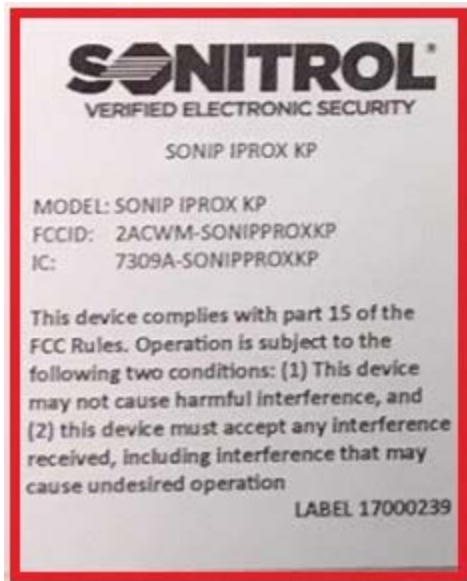 SONITROL®
VERIFIED ELECTRONIC SECURITY
SONIP IPROX KP
MODEL: SONIP IPROX KP
FCCID: 2ACWM-SONIPPROXKP
IC: 7309A-SONIPPROXKP
This device complies with part 15 of the
FCC Rules. Operation is subject to the
following two conditions: (1) This device
may not cause harmful interference, and
(2) this device must accept any interference
received, including interference that may
cause undesired operation
LABEL 17000239